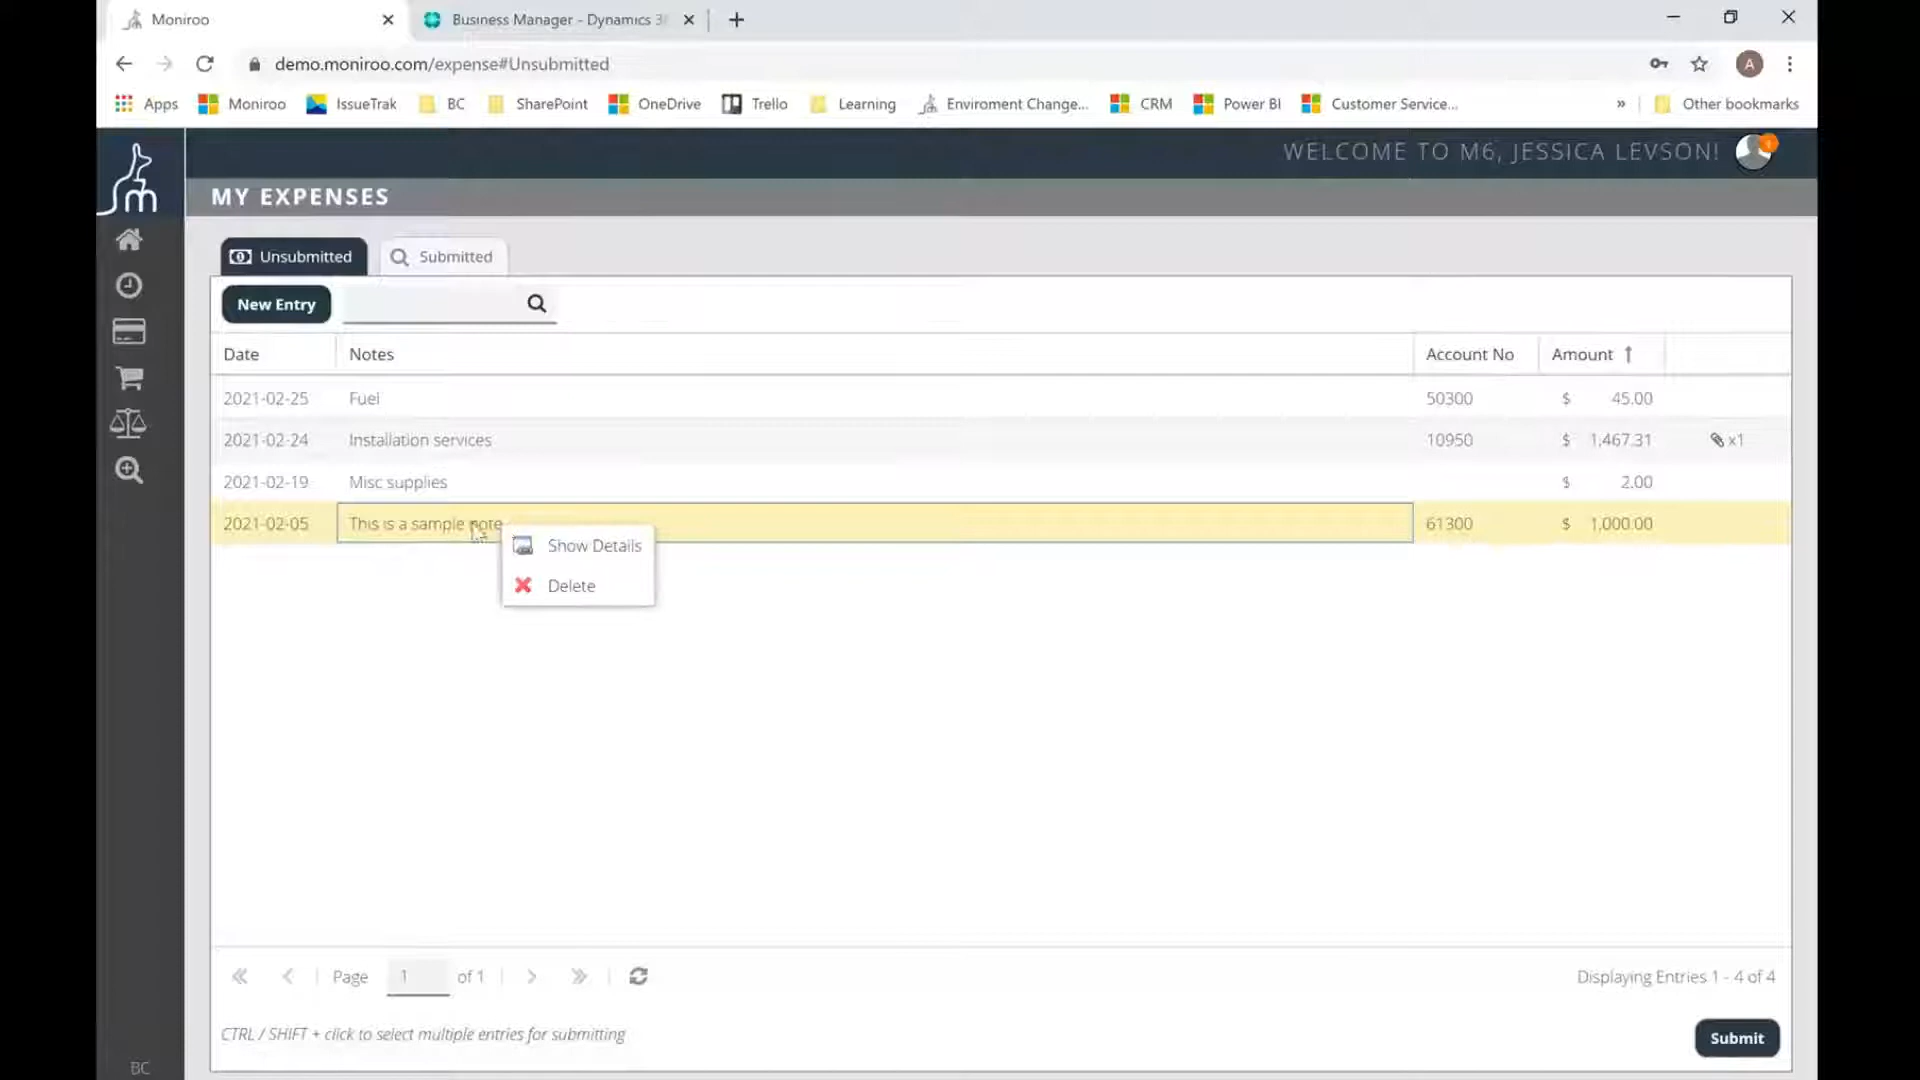 Moniroo
Business Manager - Dynamics 3
demo.moniroo.com/expense#Unsubmitted
A
Apps Moniroo IssueTrak BC SharePoint OneDrive Trello Learning Enviroment Change... CRM Power BI Customer Service... » Other bookmarks
WELCOME TO M6, JESSICA LEVSON!
m
MY EXPENSES
Unsubmitted Submitted
New Entry
Date Notes Account No Amount ↑
2021-02-25 Fuel 50300 $ 45.00
2021-02-24 Installation services 10950 $ 1,467.31 x1
2021-02-19 Misc supplies $ 2.00
2021-02-05 This is a sample note 61300 $ 1,000.00
Show Details
Delete
Page 1 of 1 Displaying Entries 1 - 4 of 4
CTRL / SHIFT + click to select multiple entries for submitting
Submit
BC